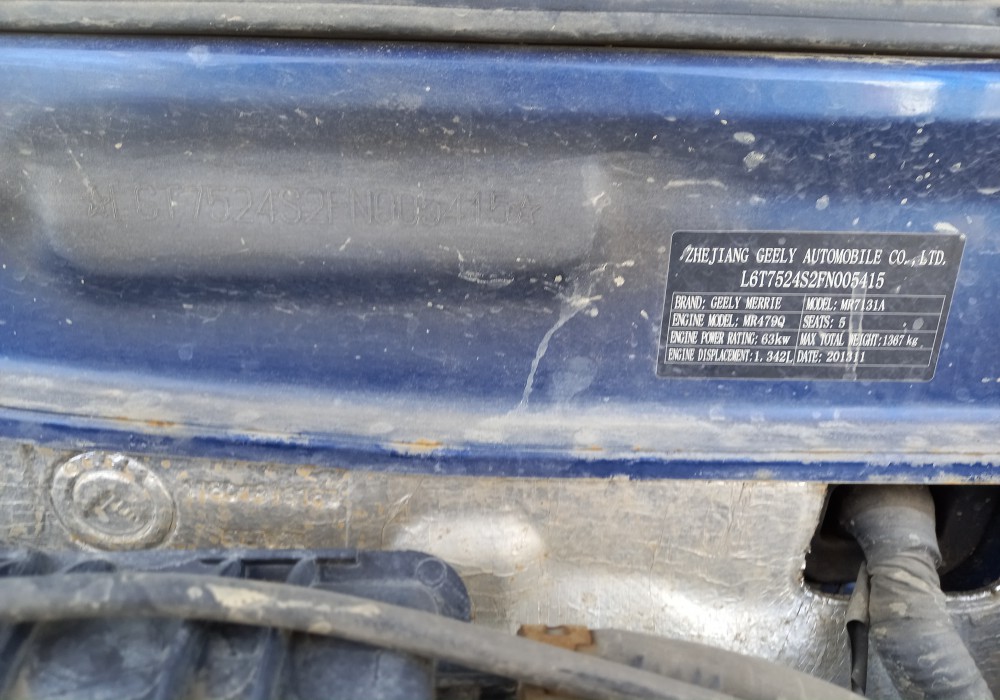 L6T7524S2FN005415☆
ZHEJIANG GEELY AUTOMOBILE CO.,LTD.
L6T7524S2FN005415
BRAND: GEELY MERRIE MODEL: MR7131A
ENGINE MODEL: MR479Q SEATS: 5
ENGINE POWER RATING: 63kw MAX TOTAL WEIGHT:1367 kg
ENGINE DISPLACEMENT:1.342L DATE: 201311